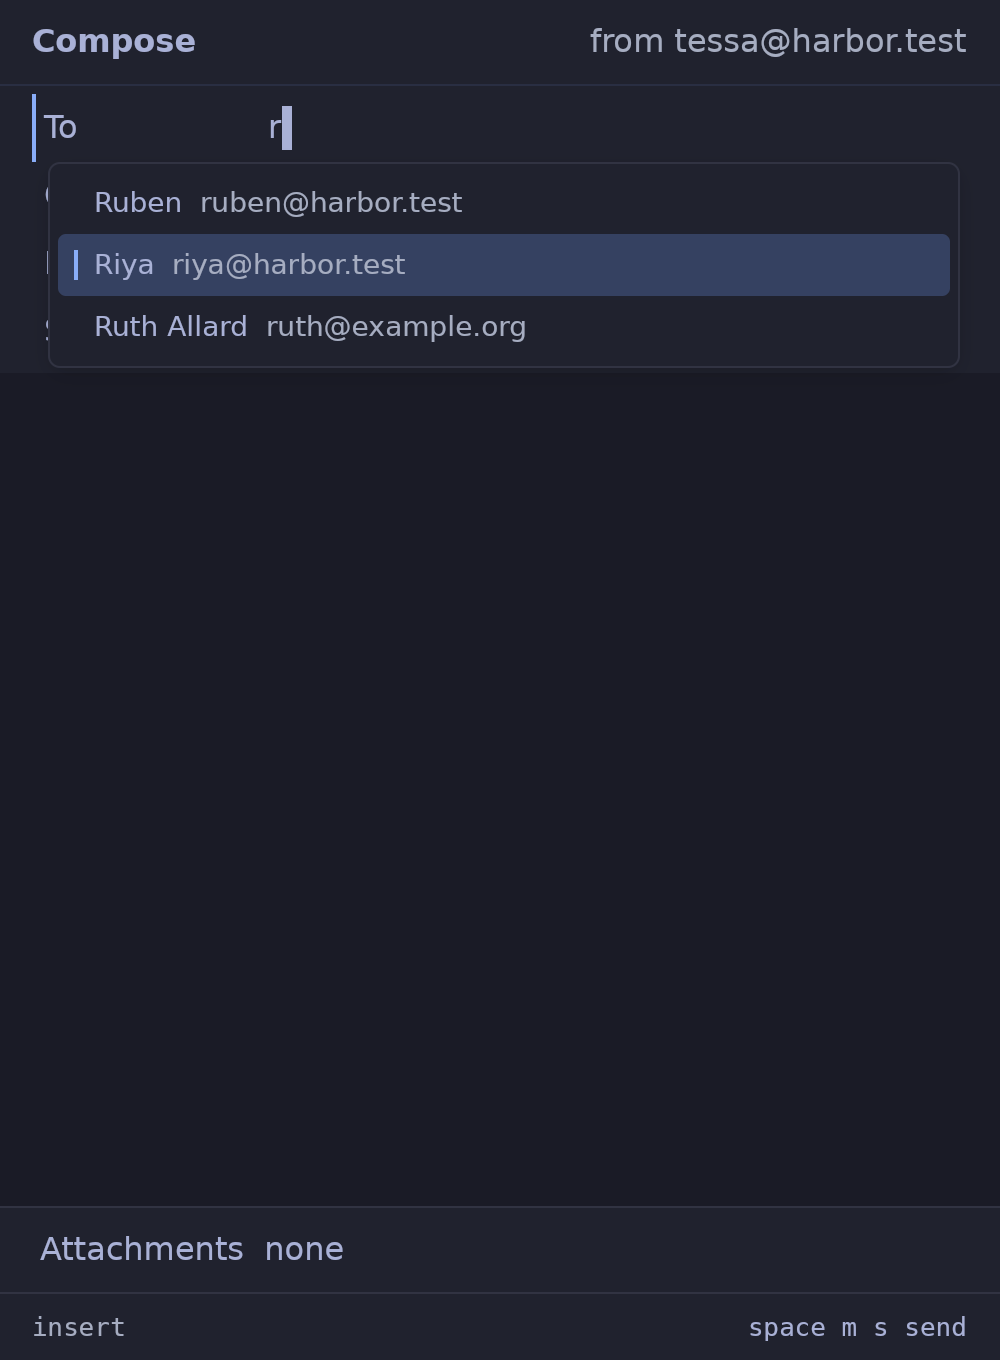 Compose from tessa@harbor.test
To r
Ruben ruben@harbor.test
Riya riya@harbor.test
Ruth Allard ruth@example.org
Attachments none
insert space m s send